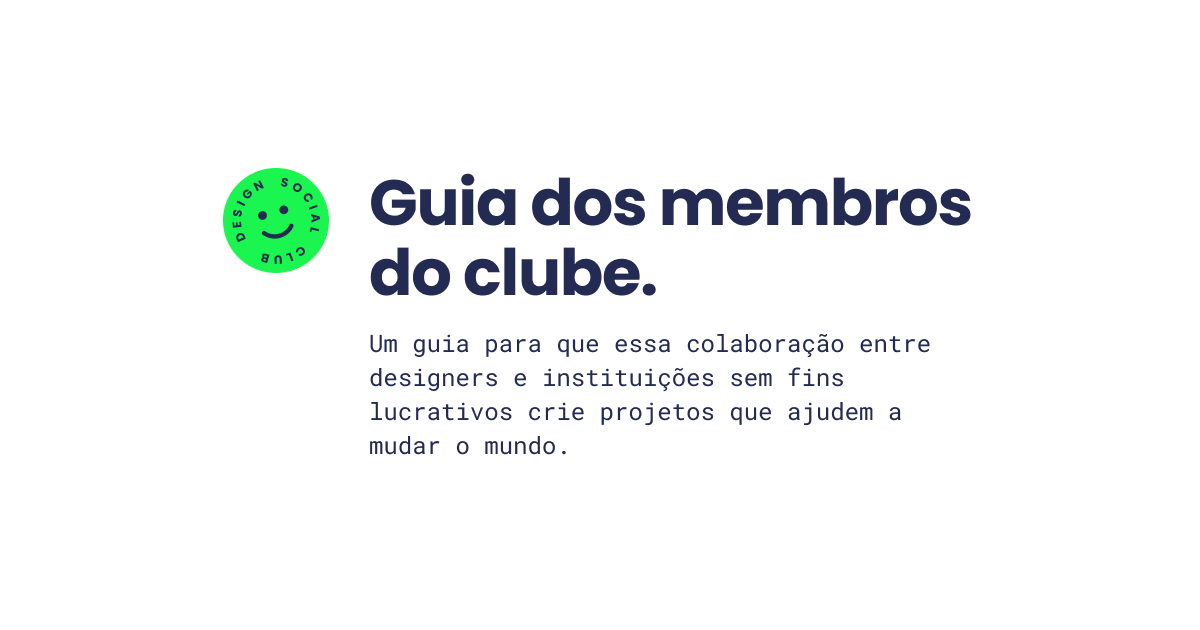 DESIGN SOCIAL CLUB
Guia dos membros
do clube.
Um guia para que essa colaboração entre
designers e instituições sem fins
lucrativos crie projetos que ajudem a
mudar o mundo.